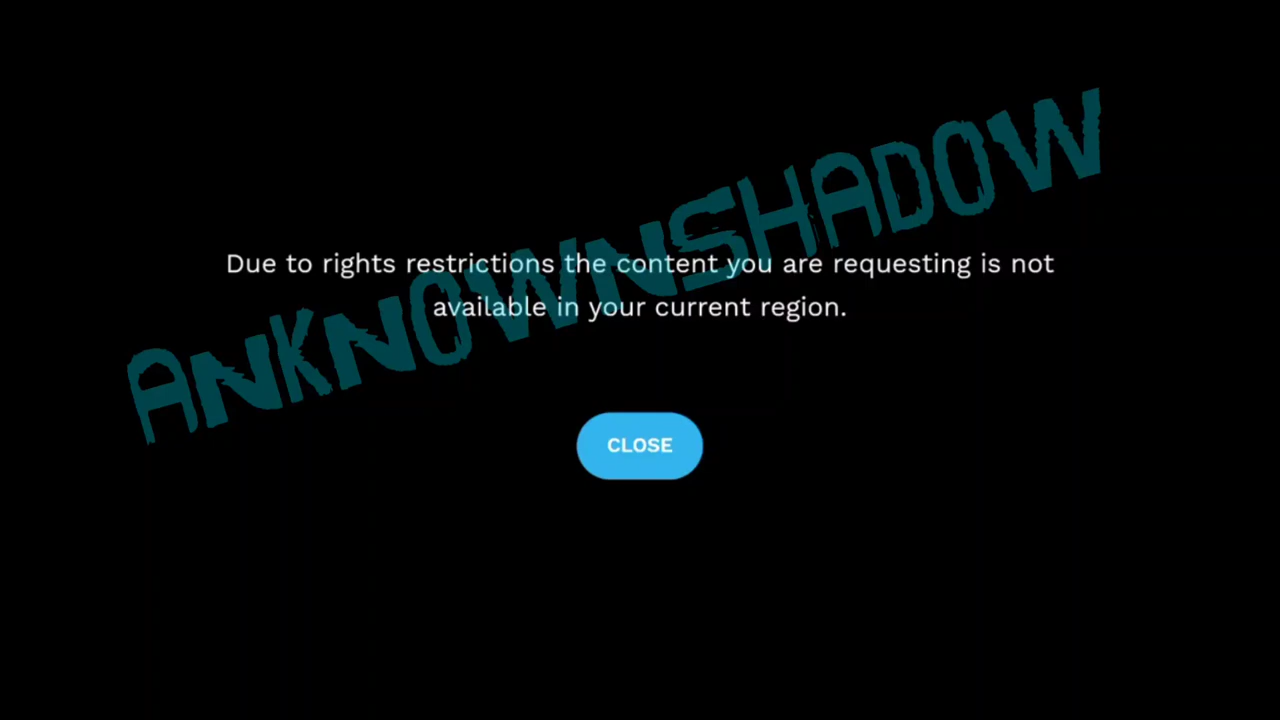 ANKNOWNSHADOW
Due to rights restrictions the content you are requesting is not
available in your current region.
CLOSE